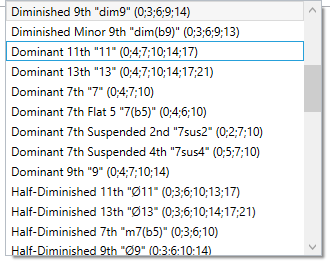 Diminished 9th "dim9" (0;3;6;9;14)
Diminished Minor 9th "dim(b9)" (0;3;6;9;13)
Dominant 11th "11" (0;4;7;10;14;17)
Dominant 13th "13" (0;4;7;10;14;17;21)
Dominant 7th "7" (0;4;7;10)
Dominant 7th Flat 5 "7(b5)" (0;4;6;10)
Dominant 7th Suspended 2nd "7sus2" (0;2;7;10)
Dominant 7th Suspended 4th "7sus4" (0;5;7;10)
Dominant 9th "9" (0;4;7;10;14)
Half-Diminished 11th "Ø11" (0;3;6;10;13;17)
Half-Diminished 13th "Ø13" (0;3;6;10;14;17;21)
Half-Diminished 7th "m7(b5)" (0;3;6;10)
Half-Diminished 9th "Ø9" (0;3;6;10;14)